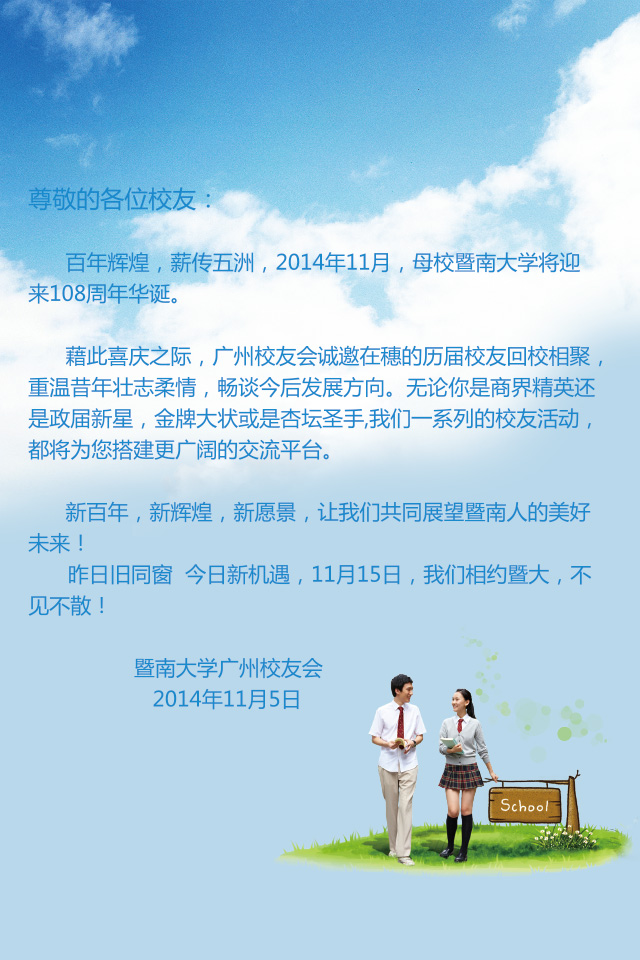 尊敬的各位校友：
百年辉煌，薪传五洲，2014年11月，母校暨南大学将迎
来108周年华诞。
藉此喜庆之际，广州校友会诚邀在穗的历届校友回校相聚，
重温昔年壮志柔情，畅谈今后发展方向。无论你是商界精英还
是政届新星，金牌大状或是杏坛圣手,我们一系列的校友活动，
都将为您搭建更广阔的交流平台。
新百年，新辉煌，新愿景，让我们共同展望暨南人的美好
未来！
昨日旧同窗  今日新机遇，11月15日，我们相约暨大，不
见不散！
暨南大学广州校友会
2014年11月5日
School